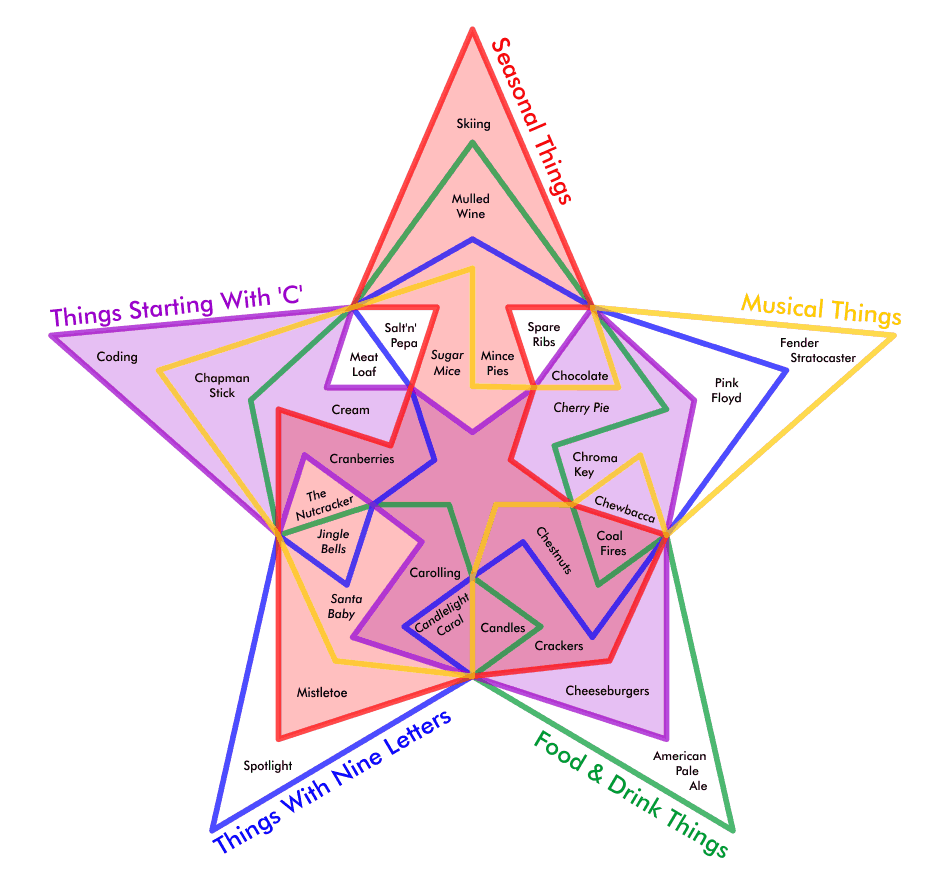 Seasonal Things
Skiing
Mulled
Wine
Things Starting With 'C'
Musical Things
Salt'n'
Pepa
Spare
Ribs
Fender
Stratocaster
Coding
Meat
Loaf
Sugar
Mice
Mince
Pies
Chocolate
Pink
Floyd
Chapman
Stick
Cream
Cherry Pie
Cranberries
Chroma
Key
The
Nutcracker
Chewbacca
Jingle
Bells
Chestnuts
Coal
Fires
Carolling
Santa
Baby
Candlelight
Carol
Candles
Crackers
Mistletoe
Cheeseburgers
Spotlight
American
Pale
Ale
Things With Nine Letters
Food & Drink Things